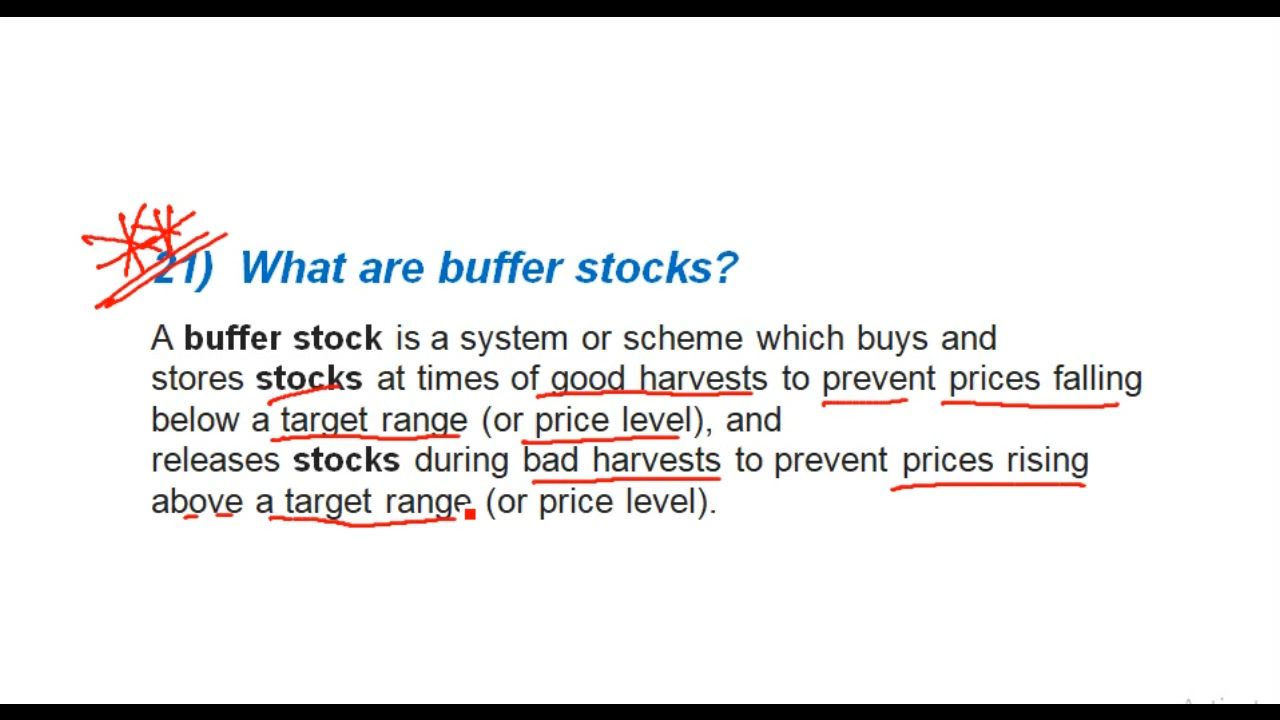 21) What are buffer stocks?
A buffer stock is a system or scheme which buys and
stores stocks at times of good harvests to prevent prices falling
below a target range (or price level), and
releases stocks during bad harvests to prevent prices rising
above a target range (or price level).